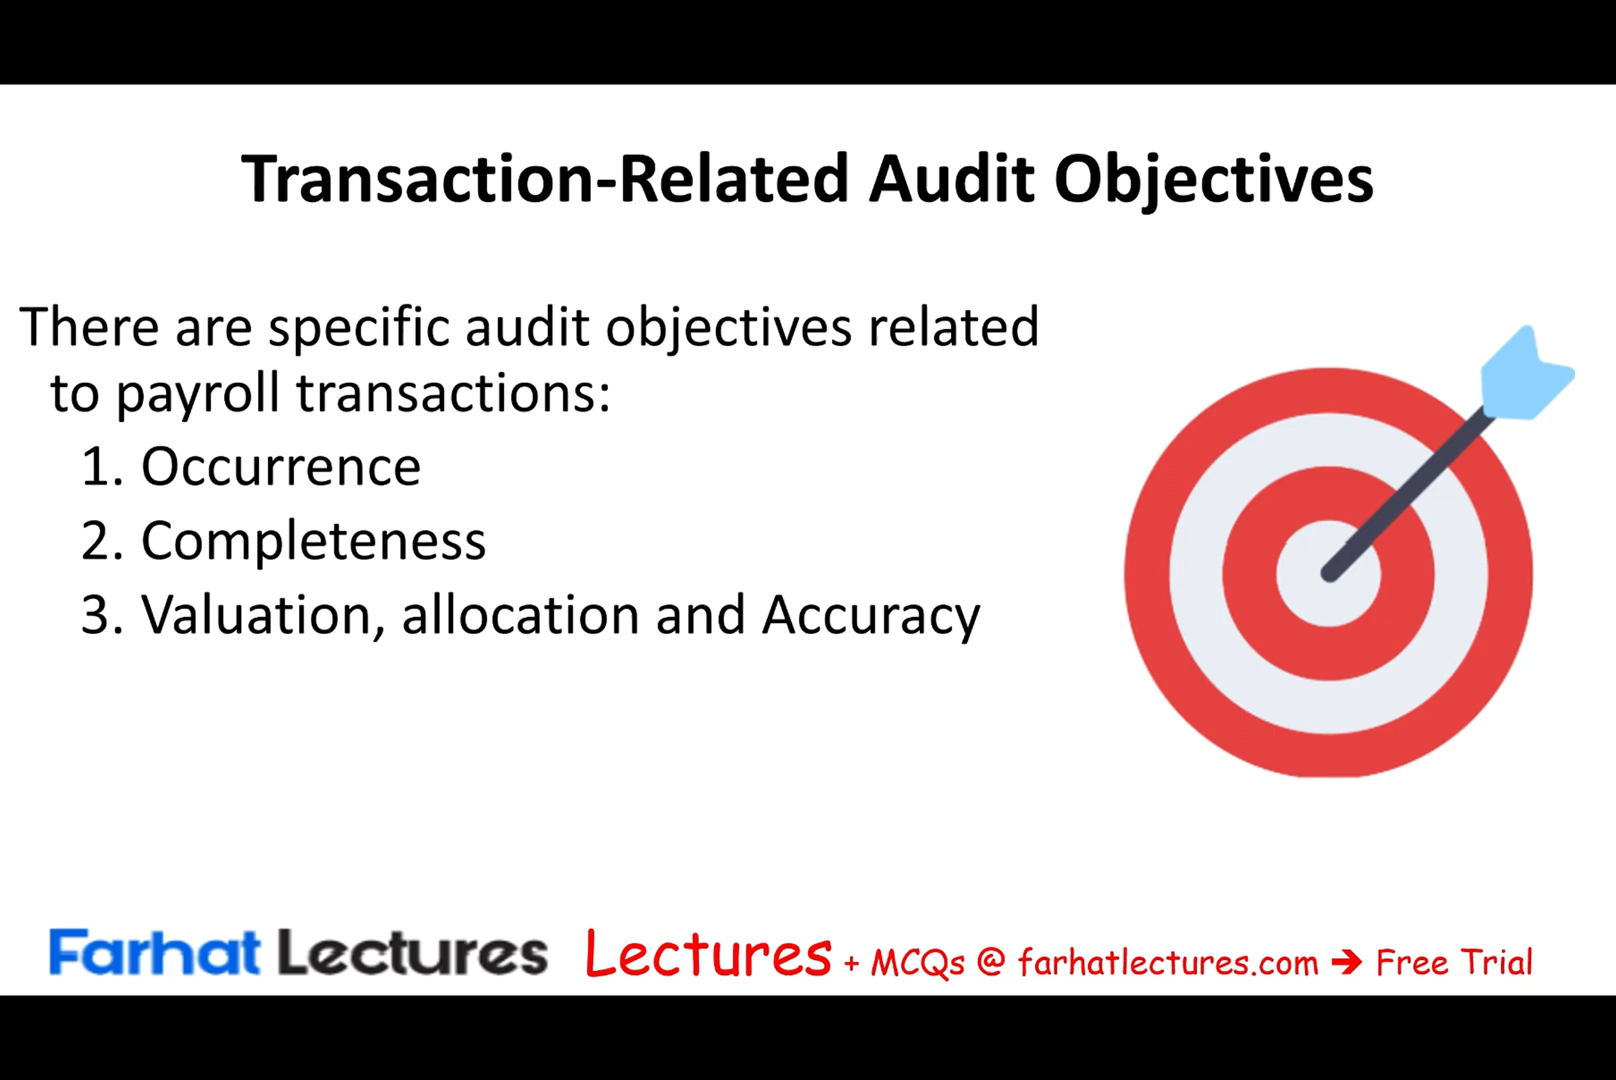 Transaction-Related Audit Objectives
There are specific audit objectives related
to payroll transactions:
1. Occurrence
2. Completeness
3. Valuation, allocation and Accuracy
Farhat Lectures Lectures + MCQs @ farhatlectures.com ➔ Free Trial